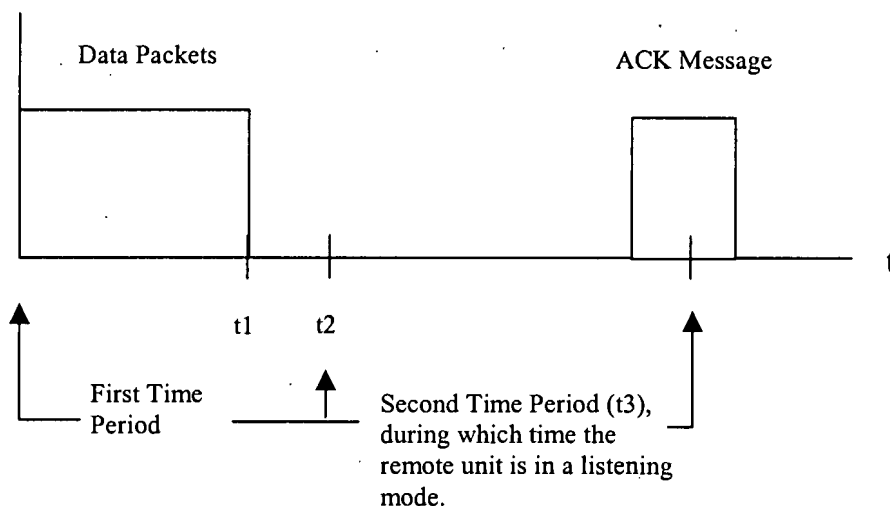 Data Packets
ACK Message
t
t1
t2
First Time
Period
Second Time Period (t3),
during which time the
remote unit is in a listening
mode.